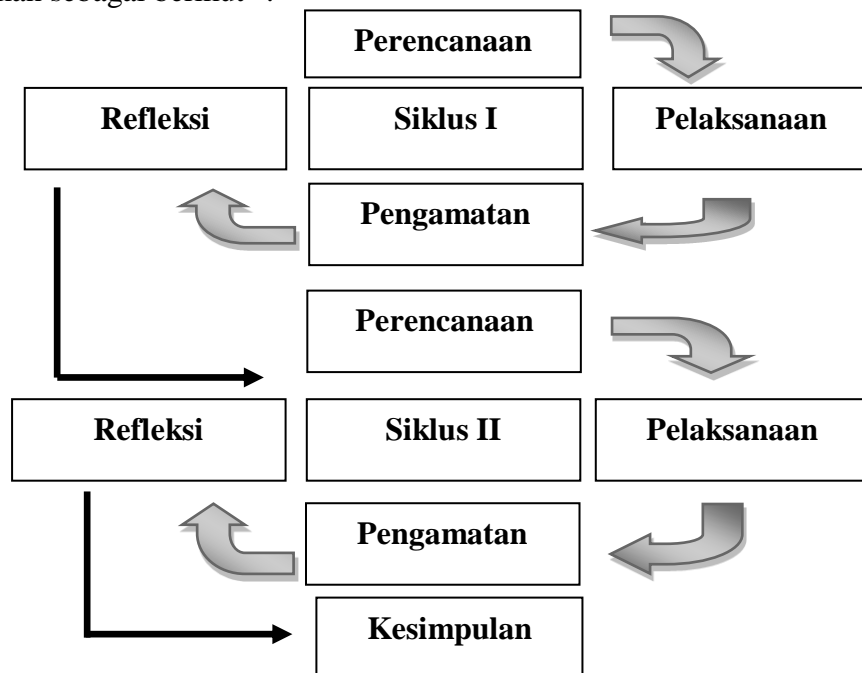 Perencanaan
Refleksi Siklus I Pelaksanaan
Pengamatan
Perencanaan
Refleksi Siklus II Pelaksanaan
Pengamatan
Kesimpulan